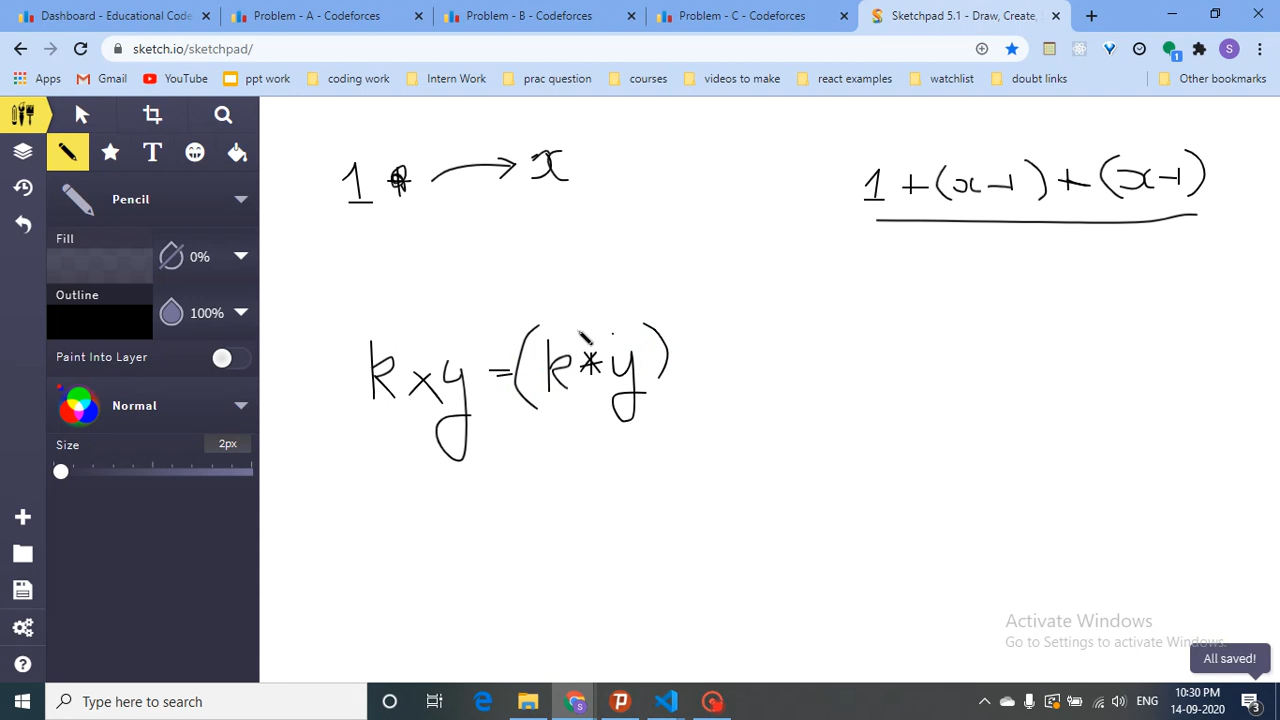 Dashboard - Educational Codef
Problem - A - Codeforces
Problem - B - Codeforces
Problem - C - Codeforces
Sketchpad 5.1 - Draw, Create,
sketch.io/sketchpad/
S
Apps
Gmail
YouTube
ppt work
coding work
Intern Work
prac question
courses
videos to make
react examples
watchlist
doubt links
Other bookmarks
Pencil
Fill
0%
Outline
100%
Paint Into Layer
Normal
Size
2px
1 → x
1 + (x-1) + (x-1)
k x y = (k * y)
Activate Windows
Go to Settings to activate Windows.
All saved!
Type here to search
ENG
10:30 PM
14-09-2020
3